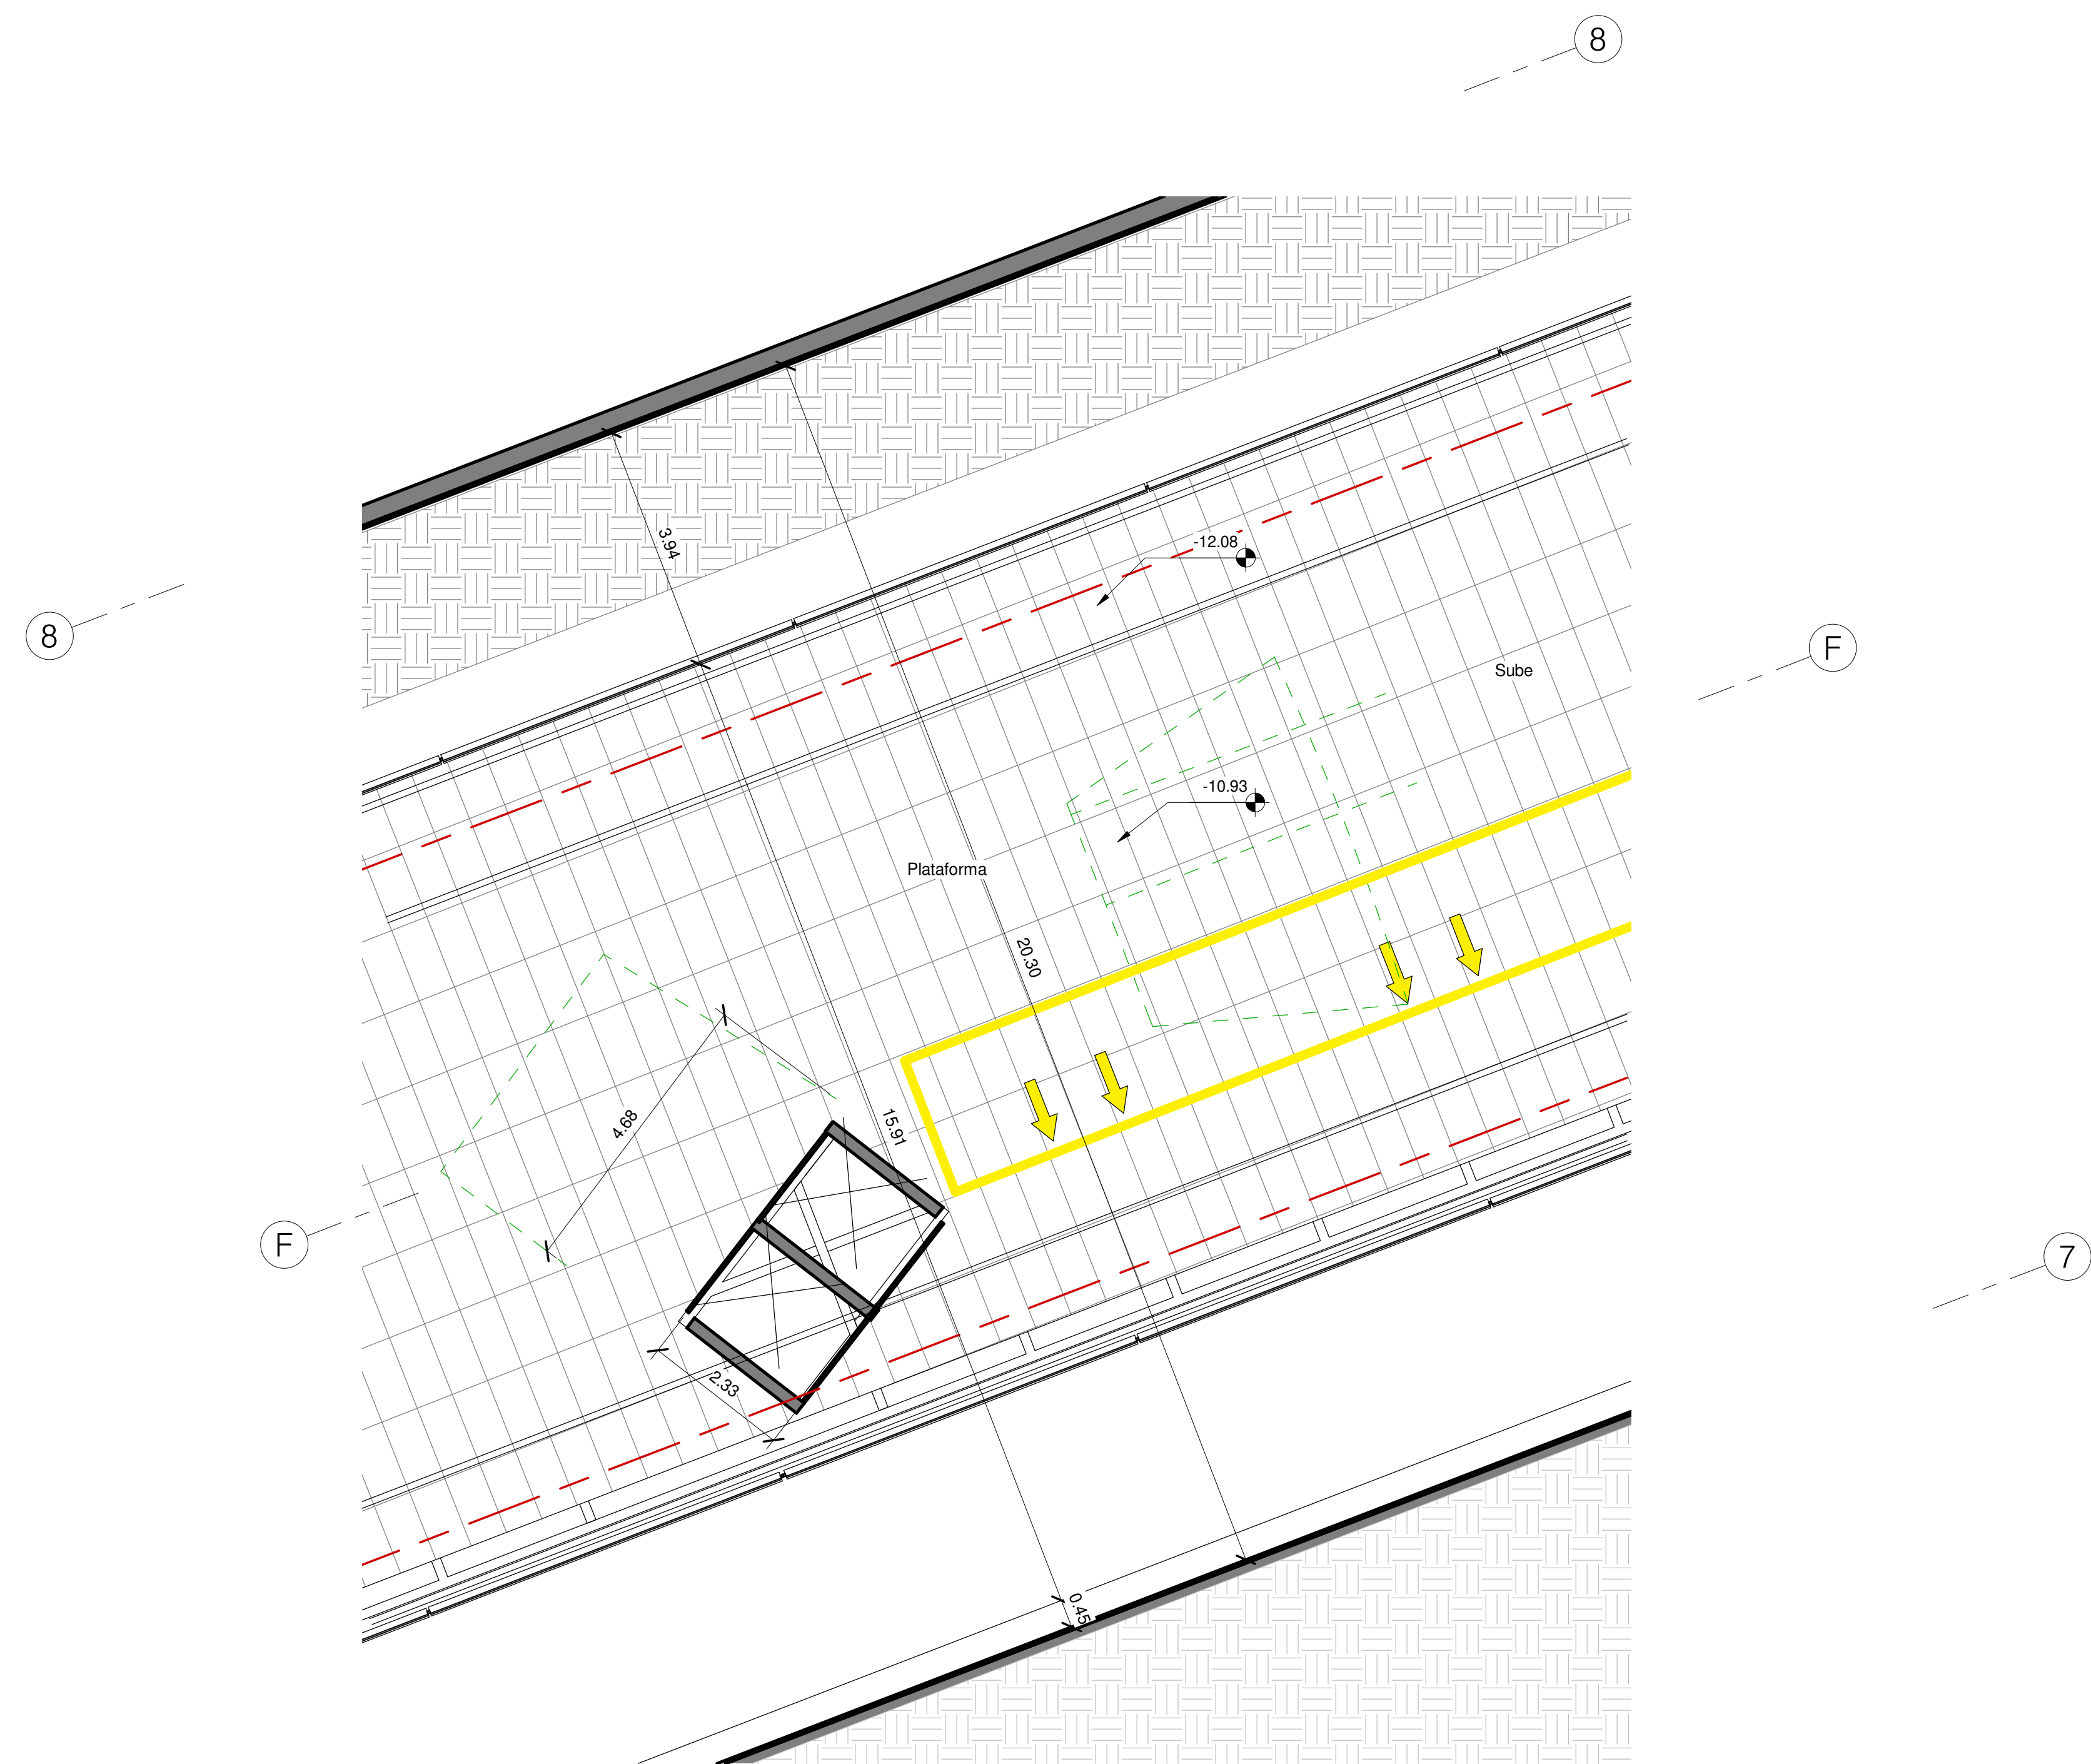 8
3.94
-12.08
8
F
Sube
-10.93
Plataforma
20.30
4.68
15.91
F
7
2.33
0.45